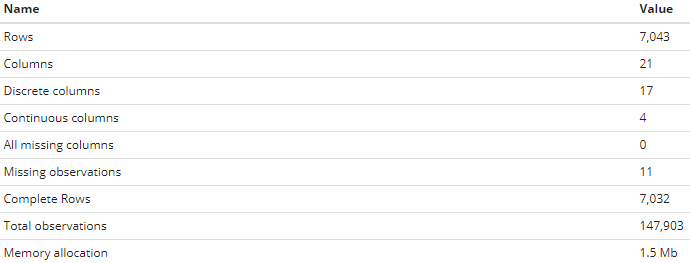 Name Value
Rows 7,043
Columns 21
Discrete columns 17
Continuous columns 4
All missing columns 0
Missing observations 11
Complete Rows 7,032
Total observations 147,903
Memory allocation 1.5 Mb